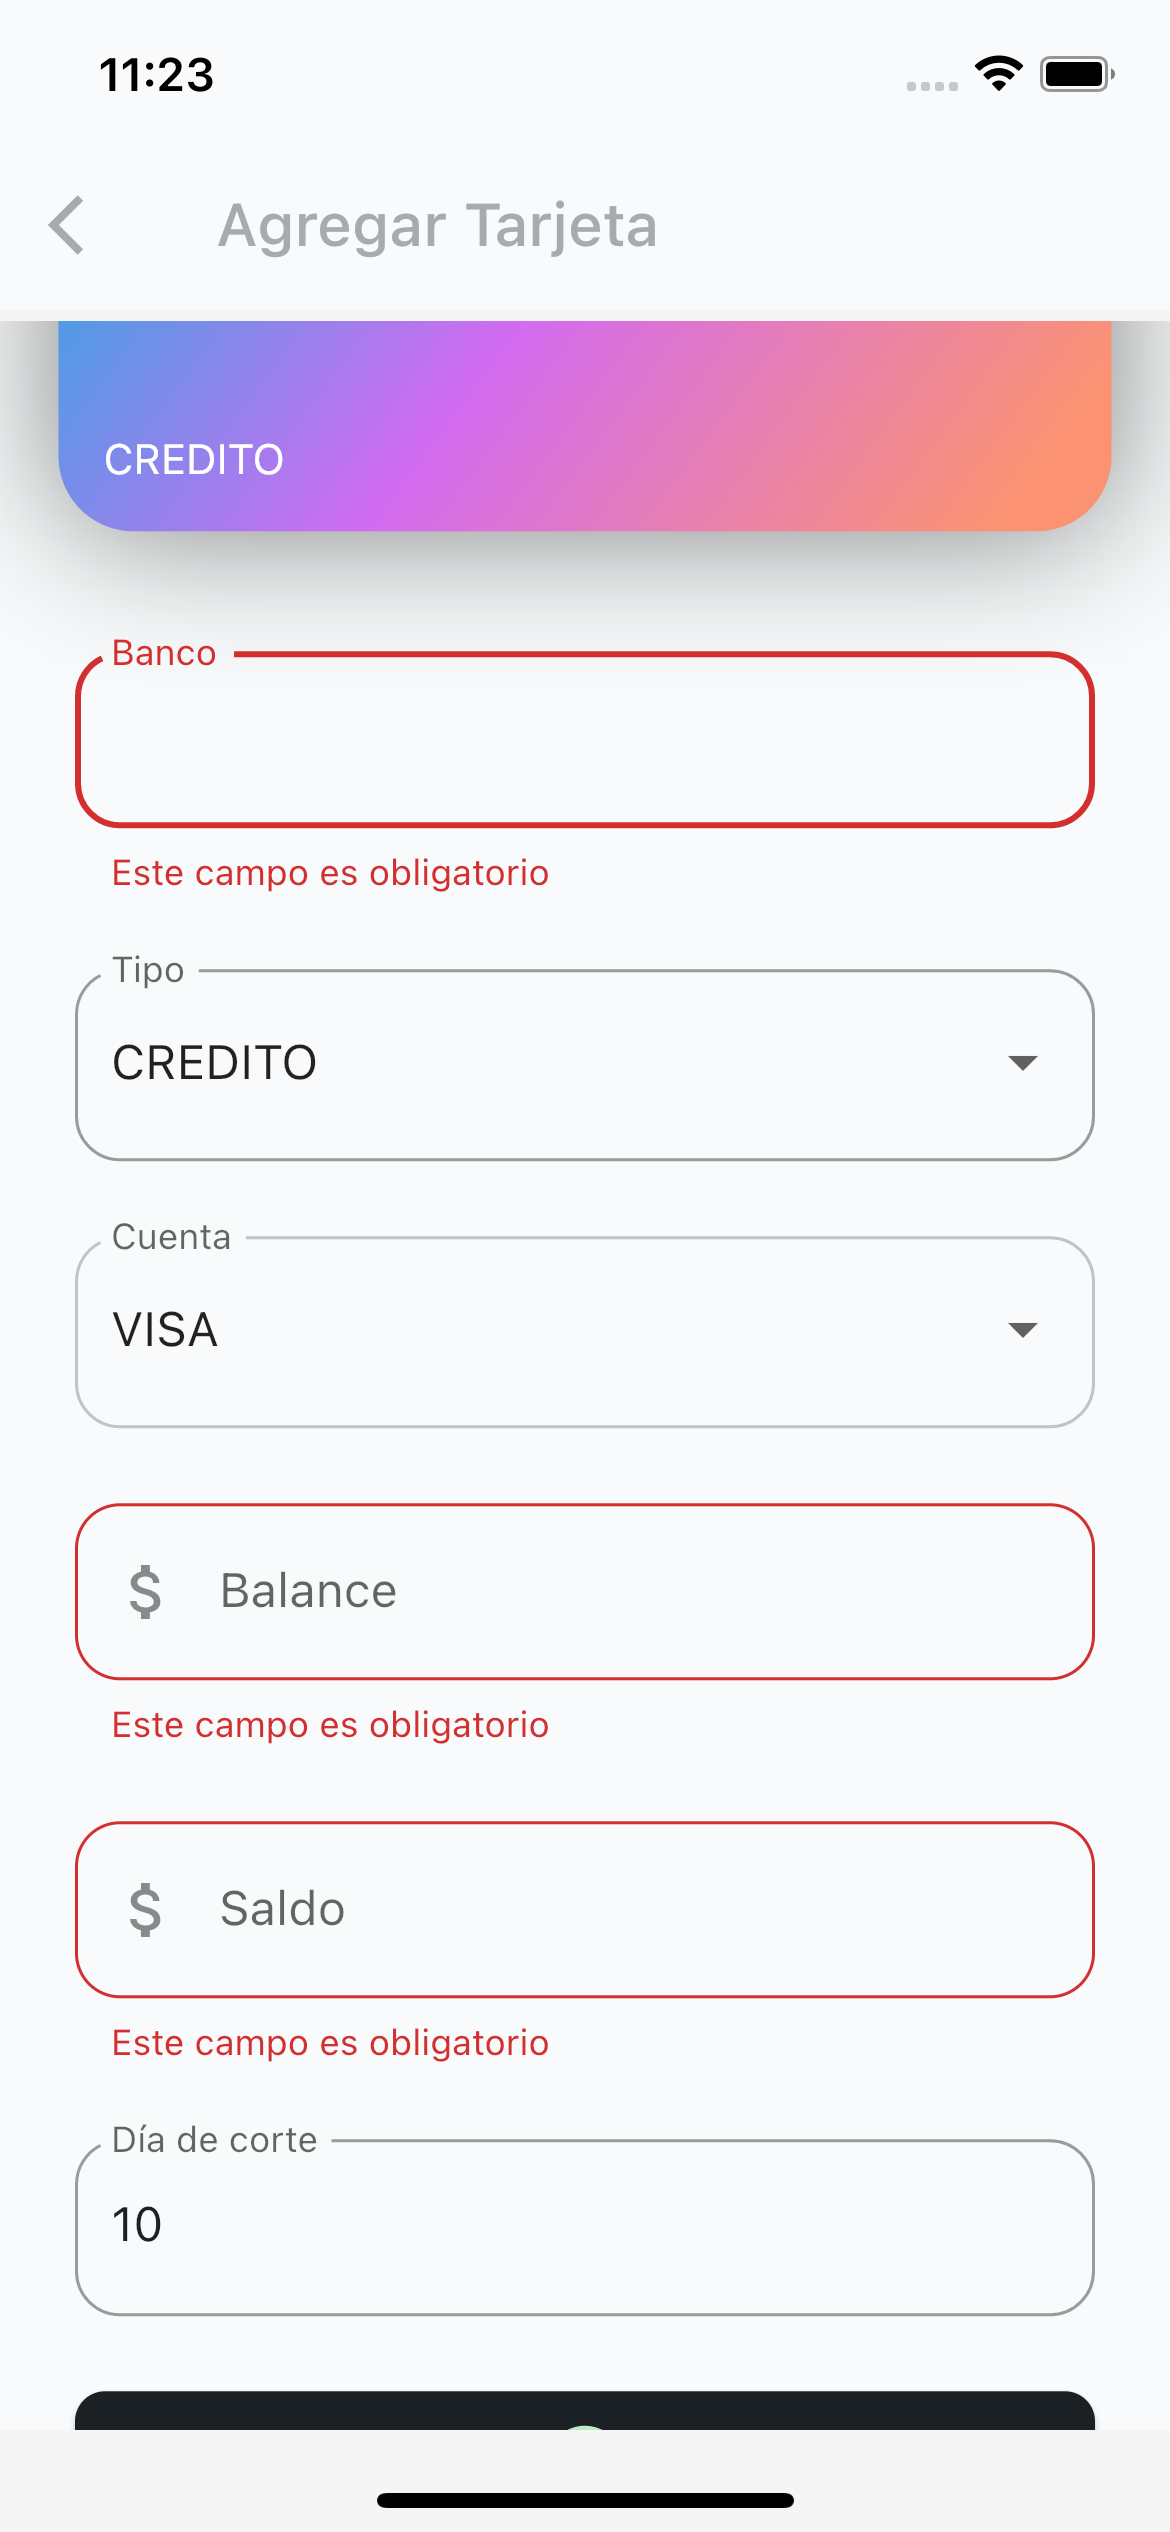 11:23
Agregar Tarjeta
CREDITO
Banco
Este campo es obligatorio
Tipo
CREDITO
Cuenta
VISA
$ Balance
Este campo es obligatorio
$ Saldo
Este campo es obligatorio
Día de corte
10